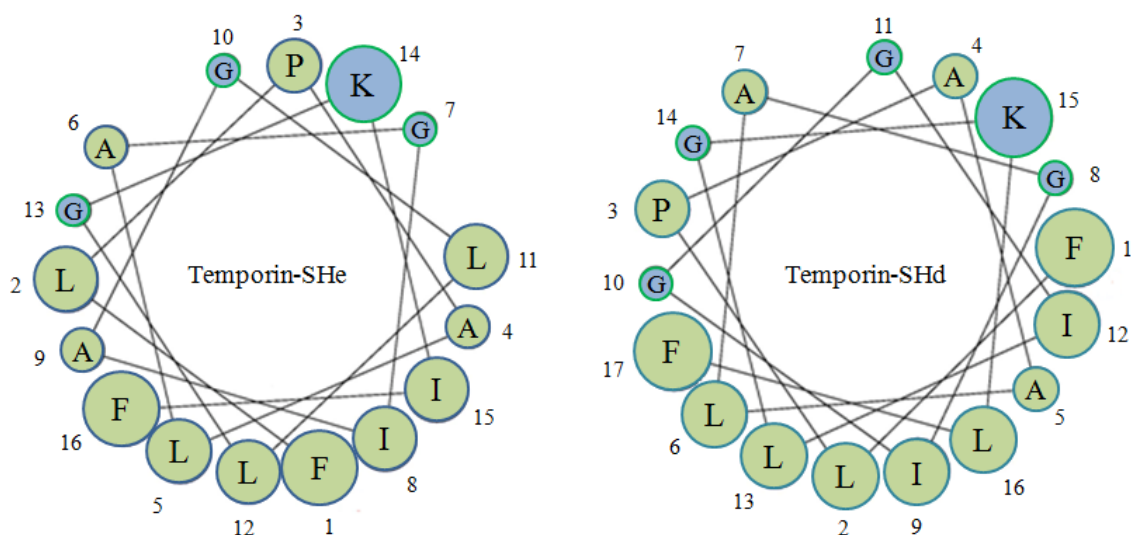 3
10
14
P
G
K
7
6
G
A
13
G
L
11
2
L
Temporin-SHe
A
4
A
9
I
15
F
16
L
I
8
L
F
5
12
1
11
4
7
G
A
A
15
14
K
G
G
8
P
3
F
1
G
10
Temporin-SHd
I
12
F
17
A
5
L
6
L
L
13
L
I
16
2
9